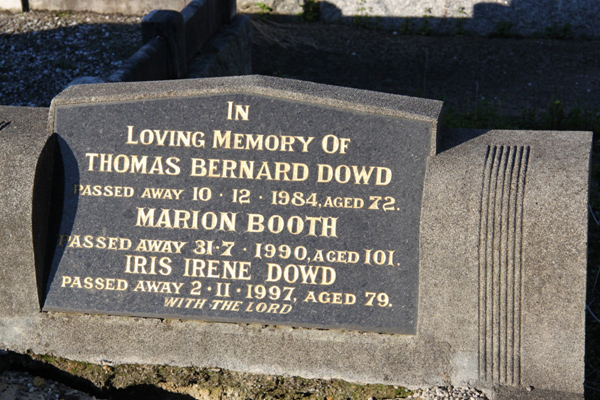 IN
LOVING MEMORY OF
THOMAS BERNARD DOWD
PASSED AWAY 10·12·1984, AGED 72.
MARION BOOTH
PASSED AWAY 31·7·1990, AGED 101.
IRIS IRENE DOWD
PASSED AWAY 2·11·1997, AGED 79.
WITH THE LORD